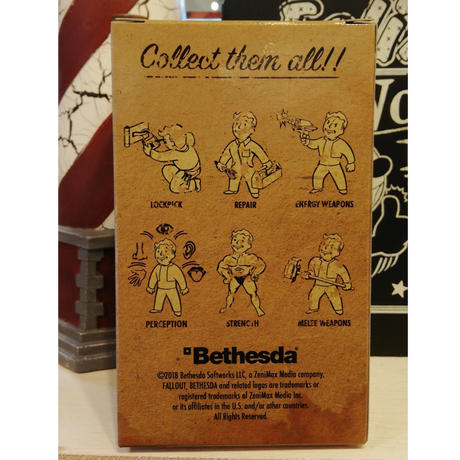 Collect them all!!
LOCKPICK REPAIR ENERGY WEAPONS
PERCEPTION STRENGTH MELEE WEAPONS
Bethesda®
©2018 Bethesda Softworks LLC, a ZeniMax Media company.
FALLOUT, BETHESDA and related logos are trademarks or
registered trademarks of ZeniMax Media Inc.
or its affiliates in the U.S. and/or other countries.
All Rights Reserved.